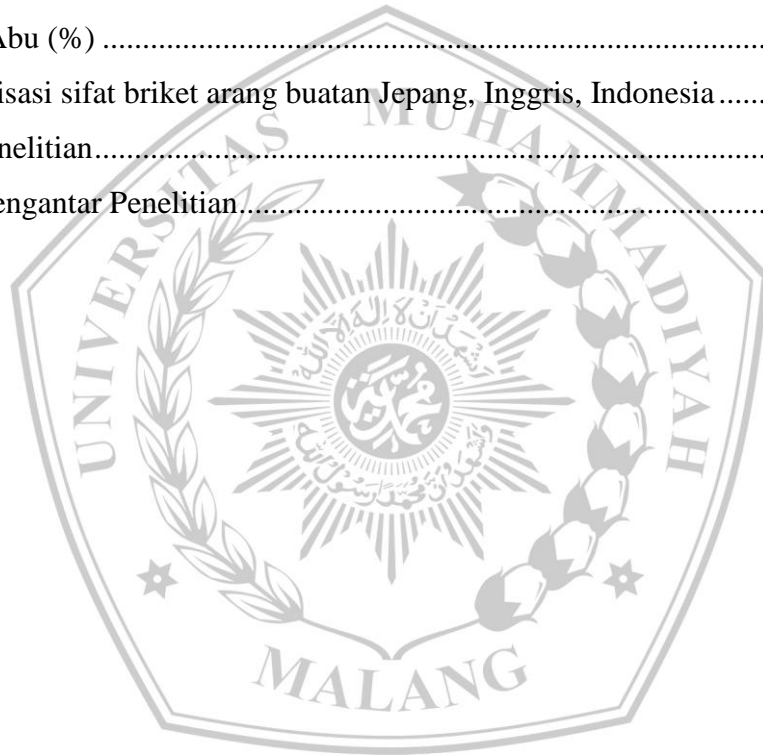 Abu (%) ....................................................................................................
isasi sifat briket arang buatan Jepang, Inggris, Indonesia .......
nelitian.....................................................................................................
engantar Penelitian................................................................................
UNIVERSITAS MUHAMMADIYAH
MALANG